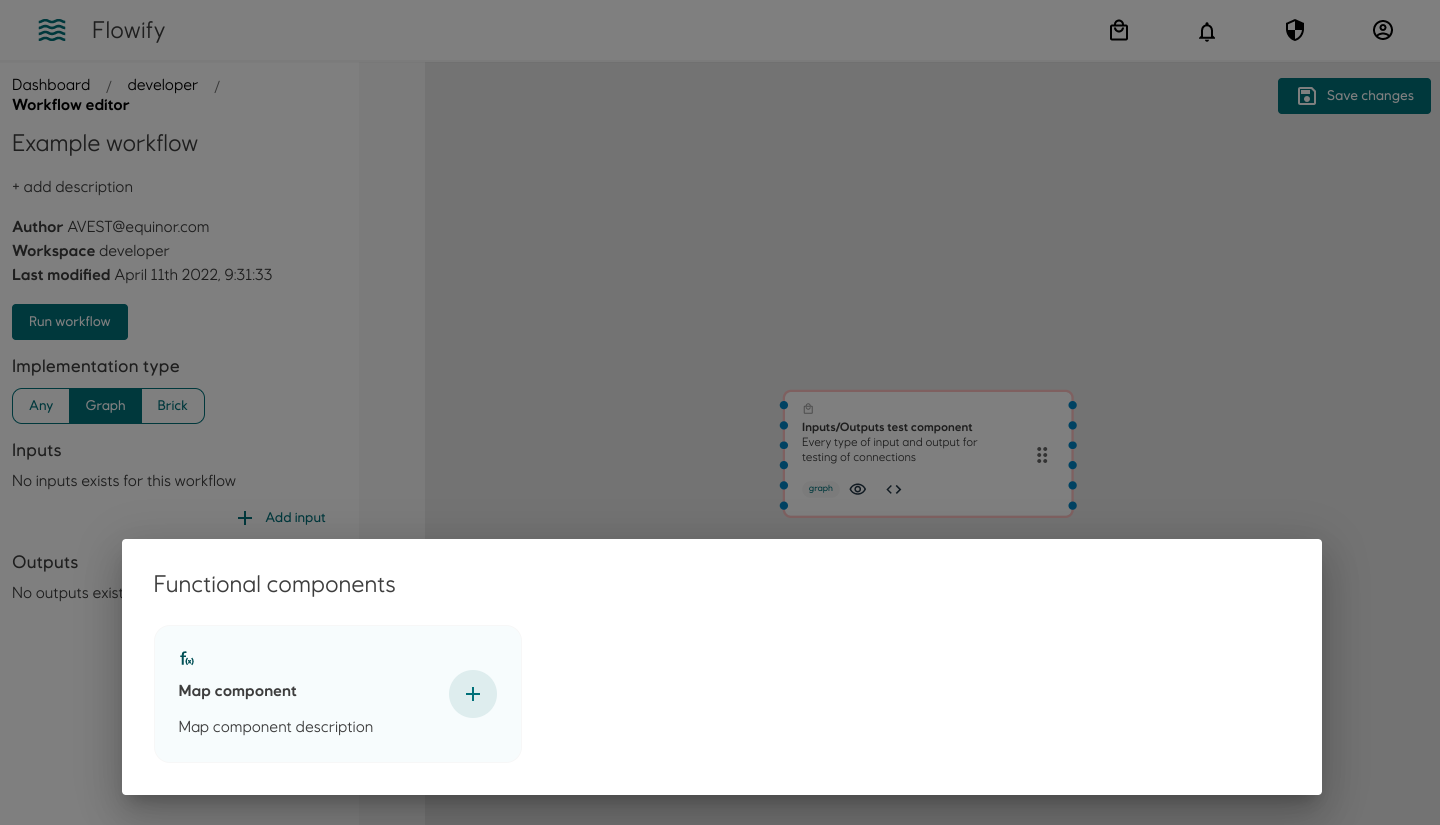 Flowify
Dashboard / developer /
Workflow editor
Save changes
Example workflow
+ add description
Author AVEST@equinor.com
Workspace developer
Last modified April 11th 2022, 9:31:33
Run workflow
Implementation type
Any Graph Brick
Inputs
No inputs exists for this workflow
Add input
Outputs
No outputs exist
Inputs/Outputs test component
Every type of input and output for
testing of connections
graph
Functional components
f(x)
Map component
Map component description